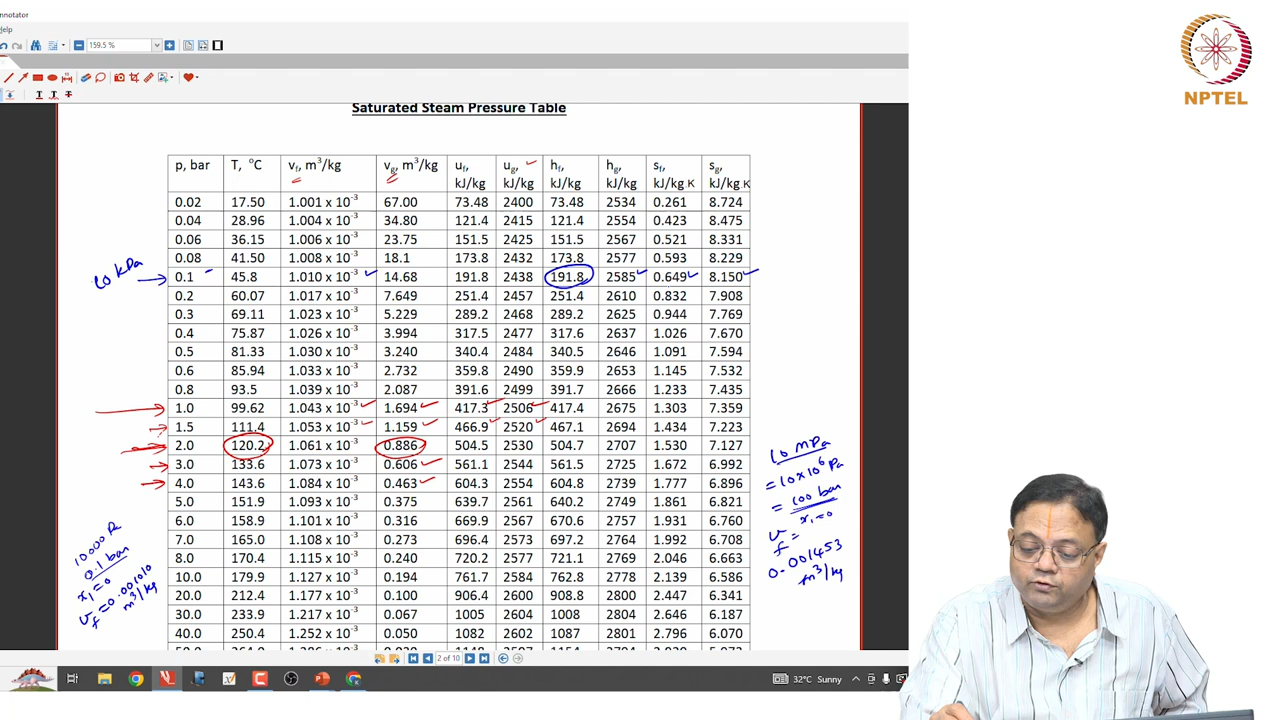 nnotator
Help
159.5 %
NPTEL
Saturated Steam Pressure Table
p, bar T, °C vf, m³/kg vg, m³/kg uf, kJ/kg ug, kJ/kg hf, kJ/kg hg, kJ/kg sf, kJ/kg K sg, kJ/kg K
0.02 17.50 1.001 x 10⁻³ 67.00 73.48 2400 73.48 2534 0.261 8.724
0.04 28.96 1.004 x 10⁻³ 34.80 121.4 2415 121.4 2554 0.423 8.475
0.06 36.15 1.006 x 10⁻³ 23.75 151.5 2425 151.5 2567 0.521 8.331
0.08 41.50 1.008 x 10⁻³ 18.1 173.8 2432 173.8 2577 0.593 8.229
10 kPa
0.1 45.8 1.010 x 10⁻³ 14.68 191.8 2438 191.8 2585 0.649 8.150
0.2 60.07 1.017 x 10⁻³ 7.649 251.4 2457 251.4 2610 0.832 7.908
0.3 69.11 1.023 x 10⁻³ 5.229 289.2 2468 289.2 2625 0.944 7.769
0.4 75.87 1.026 x 10⁻³ 3.994 317.5 2477 317.6 2637 1.026 7.670
0.5 81.33 1.030 x 10⁻³ 3.240 340.4 2484 340.5 2646 1.091 7.594
0.6 85.94 1.033 x 10⁻³ 2.732 359.8 2490 359.9 2653 1.145 7.532
0.8 93.5 1.039 x 10⁻³ 2.087 391.6 2499 391.7 2666 1.233 7.435
1.0 99.62 1.043 x 10⁻³ 1.694 417.3 2506 417.4 2675 1.303 7.359
1.5 111.4 1.053 x 10⁻³ 1.159 466.9 2520 467.1 2694 1.434 7.223
2.0 120.2 1.061 x 10⁻³ 0.886 504.5 2530 504.7 2707 1.530 7.127
3.0 133.6 1.073 x 10⁻³ 0.606 561.1 2544 561.5 2725 1.672 6.992
4.0 143.6 1.084 x 10⁻³ 0.463 604.3 2554 604.8 2739 1.777 6.896
5.0 151.9 1.093 x 10⁻³ 0.375 639.7 2561 640.2 2749 1.861 6.821
6.0 158.9 1.101 x 10⁻³ 0.316 669.9 2567 670.6 2757 1.931 6.760
7.0 165.0 1.108 x 10⁻³ 0.273 696.4 2573 697.2 2764 1.992 6.708
8.0 170.4 1.115 x 10⁻³ 0.240 720.2 2577 721.1 2769 2.046 6.663
10.0 179.9 1.127 x 10⁻³ 0.194 761.7 2584 762.8 2778 2.139 6.586
20.0 212.4 1.177 x 10⁻³ 0.100 906.4 2600 908.8 2800 2.447 6.341
30.0 233.9 1.217 x 10⁻³ 0.067 1005 2604 1008 2804 2.646 6.187
40.0 250.4 1.252 x 10⁻³ 0.050 1082 2602 1087 2801 2.796 6.070
10000 Pa
0.1 bar
x₁ = 0
vf = 0.001010
m³/kg
10 MPa
= 10 x 10⁶ Pa
= 100 bar
x₁ = 0
vf =
0.001453
m³/kg
2 of 10
32°C Sunny